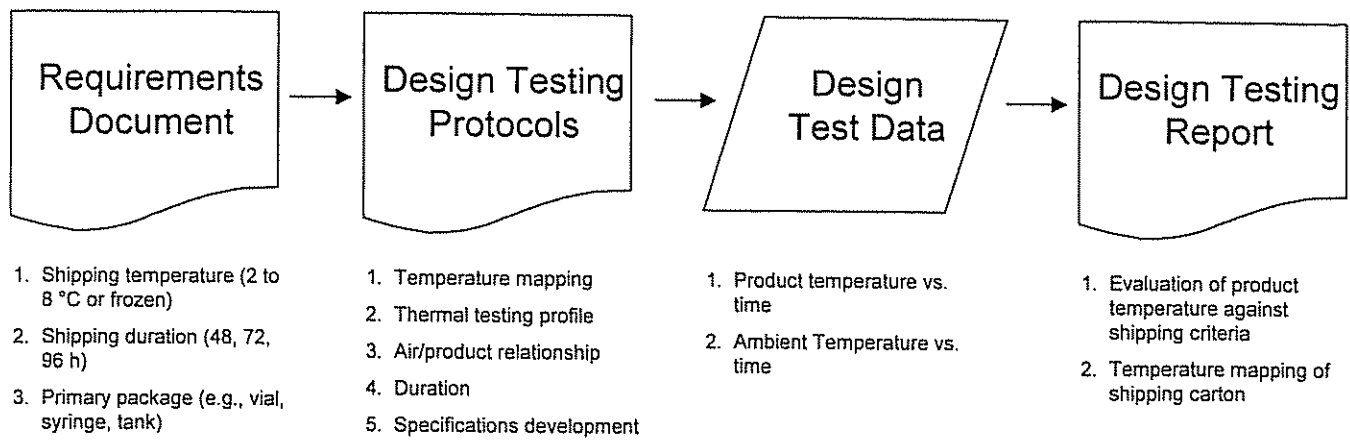 Requirements
Document
Design Testing
Protocols
Design
Test Data
Design Testing
Report
1. Shipping temperature (2 to
8 °C or frozen)
2. Shipping duration (48, 72,
96 h)
3. Primary package (e.g., vial,
syringe, tank)
1. Temperature mapping
2. Thermal testing profile
3. Air/product relationship
4. Duration
5. Specifications development
1. Product temperature vs.
time
2. Ambient Temperature vs.
time
1. Evaluation of product
temperature against
shipping criteria
2. Temperature mapping of
shipping carton